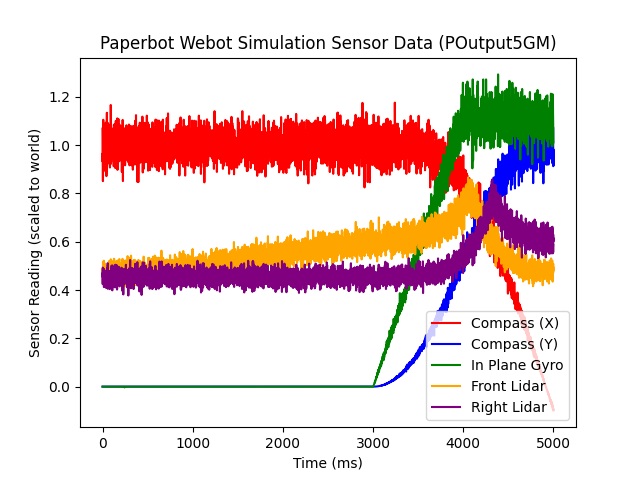 Paperbot Webot Simulation Sensor Data (POutput5GM)
Sensor Reading (scaled to world)
1.2
1.0
0.8
0.6
0.4
0.2
0.0
Compass (X)
Compass (Y)
In Plane Gyro
Front Lidar
Right Lidar
0 1000 2000 3000 4000 5000
Time (ms)